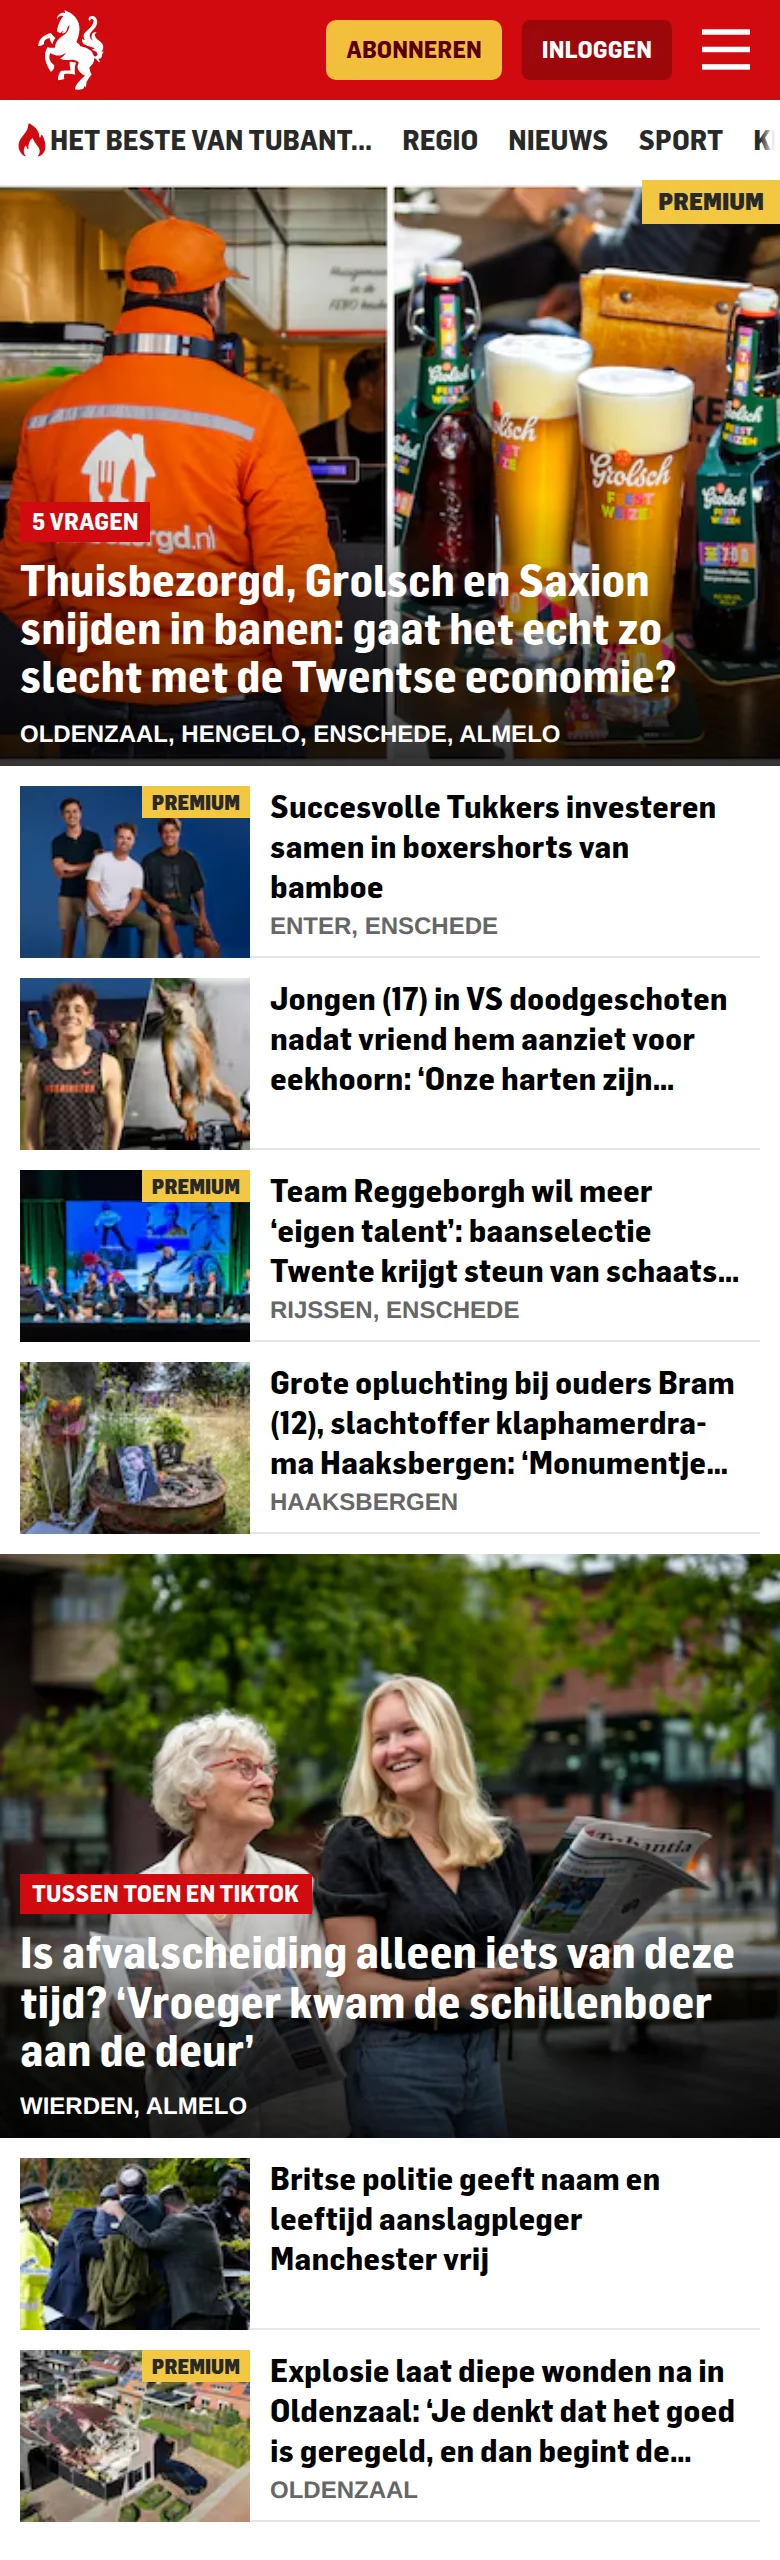 ABONNEREN
INLOGGEN
HET BESTE VAN TUBANT...
REGIO
NIEUWS
SPORT
K
PREMIUM
Grolsch
FEEST
WEIZEN
5 VRAGEN
Thuisbezorgd, Grolsch en Saxion
snijden in banen: gaat het echt zo
slecht met de Twentse economie?
OLDENZAAL, HENGELO, ENSCHEDE, ALMELO
PREMIUM
Succesvolle Tukkers investeren
samen in boxershorts van
bamboe
ENTER, ENSCHEDE
Jongen (17) in VS doodgeschoten
nadat vriend hem aanziet voor
eekhoorn: ‘Onze harten zijn...
PREMIUM
Team Reggeborgh wil meer
‘eigen talent’: baanselectie
Twente krijgt steun van schaats...
RIJSSEN, ENSCHEDE
Grote opluchting bij ouders Bram
(12), slachtoffer klaphamerdra-
ma Haaksbergen: ‘Monumentje...
HAAKSBERGEN
Tubantia
TUSSEN TOEN EN TIKTOK
Is afvalscheiding alleen iets van deze
tijd? ‘Vroeger kwam de schillenboer
aan de deur’
WIERDEN, ALMELO
Britse politie geeft naam en
leeftijd aanslagpleger
Manchester vrij
PREMIUM
Explosie laat diepe wonden na in
Oldenzaal: ‘Je denkt dat het goed
is geregeld, en dan begint de...
OLDENZAAL